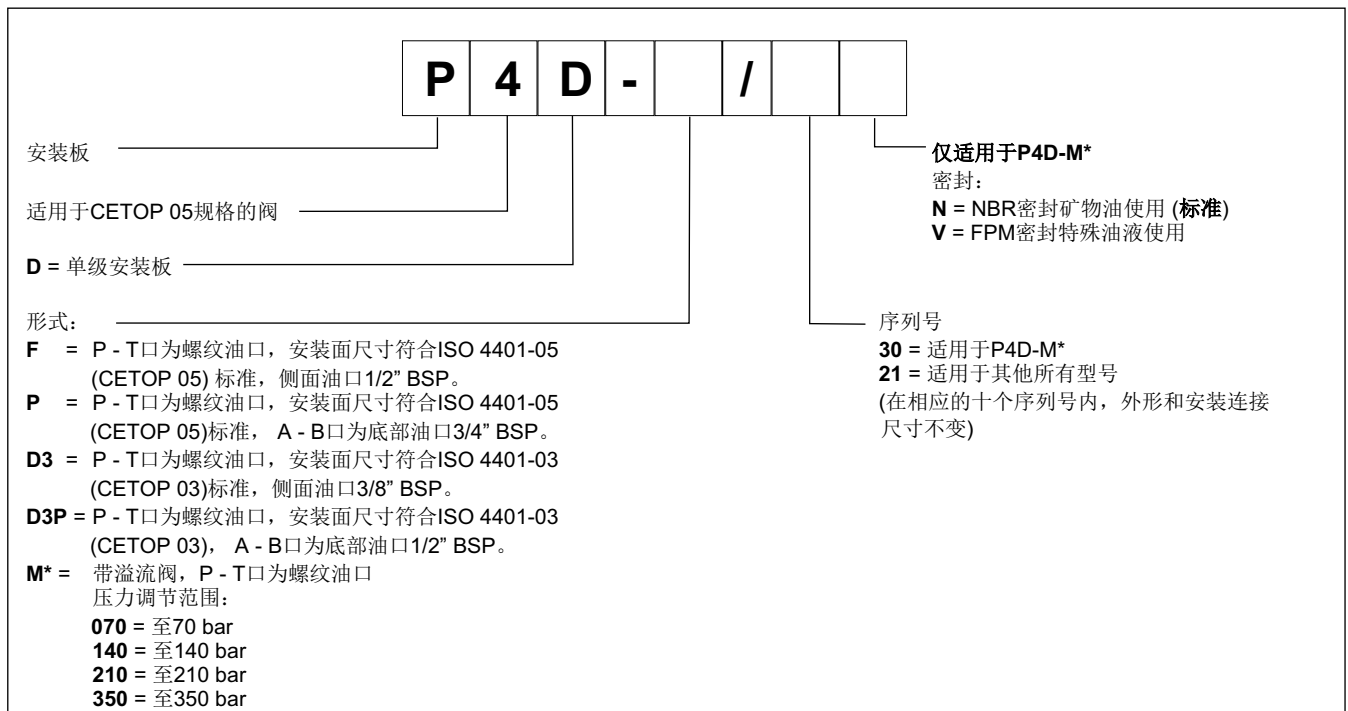 P 4 D - /
安装板
适用于CETOP 05规格的阀
D = 单级安装板
形式：
F = P - T口为螺纹油口，安装面尺寸符合ISO 4401-05
(CETOP 05) 标准，侧面油口1/2” BSP。
P = P - T口为螺纹油口，安装面尺寸符合ISO 4401-05
(CETOP 05)标准， A - B口为底部油口3/4” BSP。
D3 = P - T口为螺纹油口，安装面尺寸符合ISO 4401-03
(CETOP 03)标准，侧面油口3/8” BSP。
D3P = P - T口为螺纹油口，安装面尺寸符合ISO 4401-03
(CETOP 03)， A - B口为底部油口1/2” BSP。
M* = 带溢流阀，P - T口为螺纹油口
压力调节范围：
070 = 至70 bar
140 = 至140 bar
210 = 至210 bar
350 = 至350 bar
仅适用于P4D-M*
密封：
N = NBR密封矿物油使用 (标准)
V = FPM密封特殊油液使用
序列号
30 = 适用于P4D-M*
21 = 适用于其他所有型号
(在相应的十个序列号内，外形和安装连接
尺寸不变)